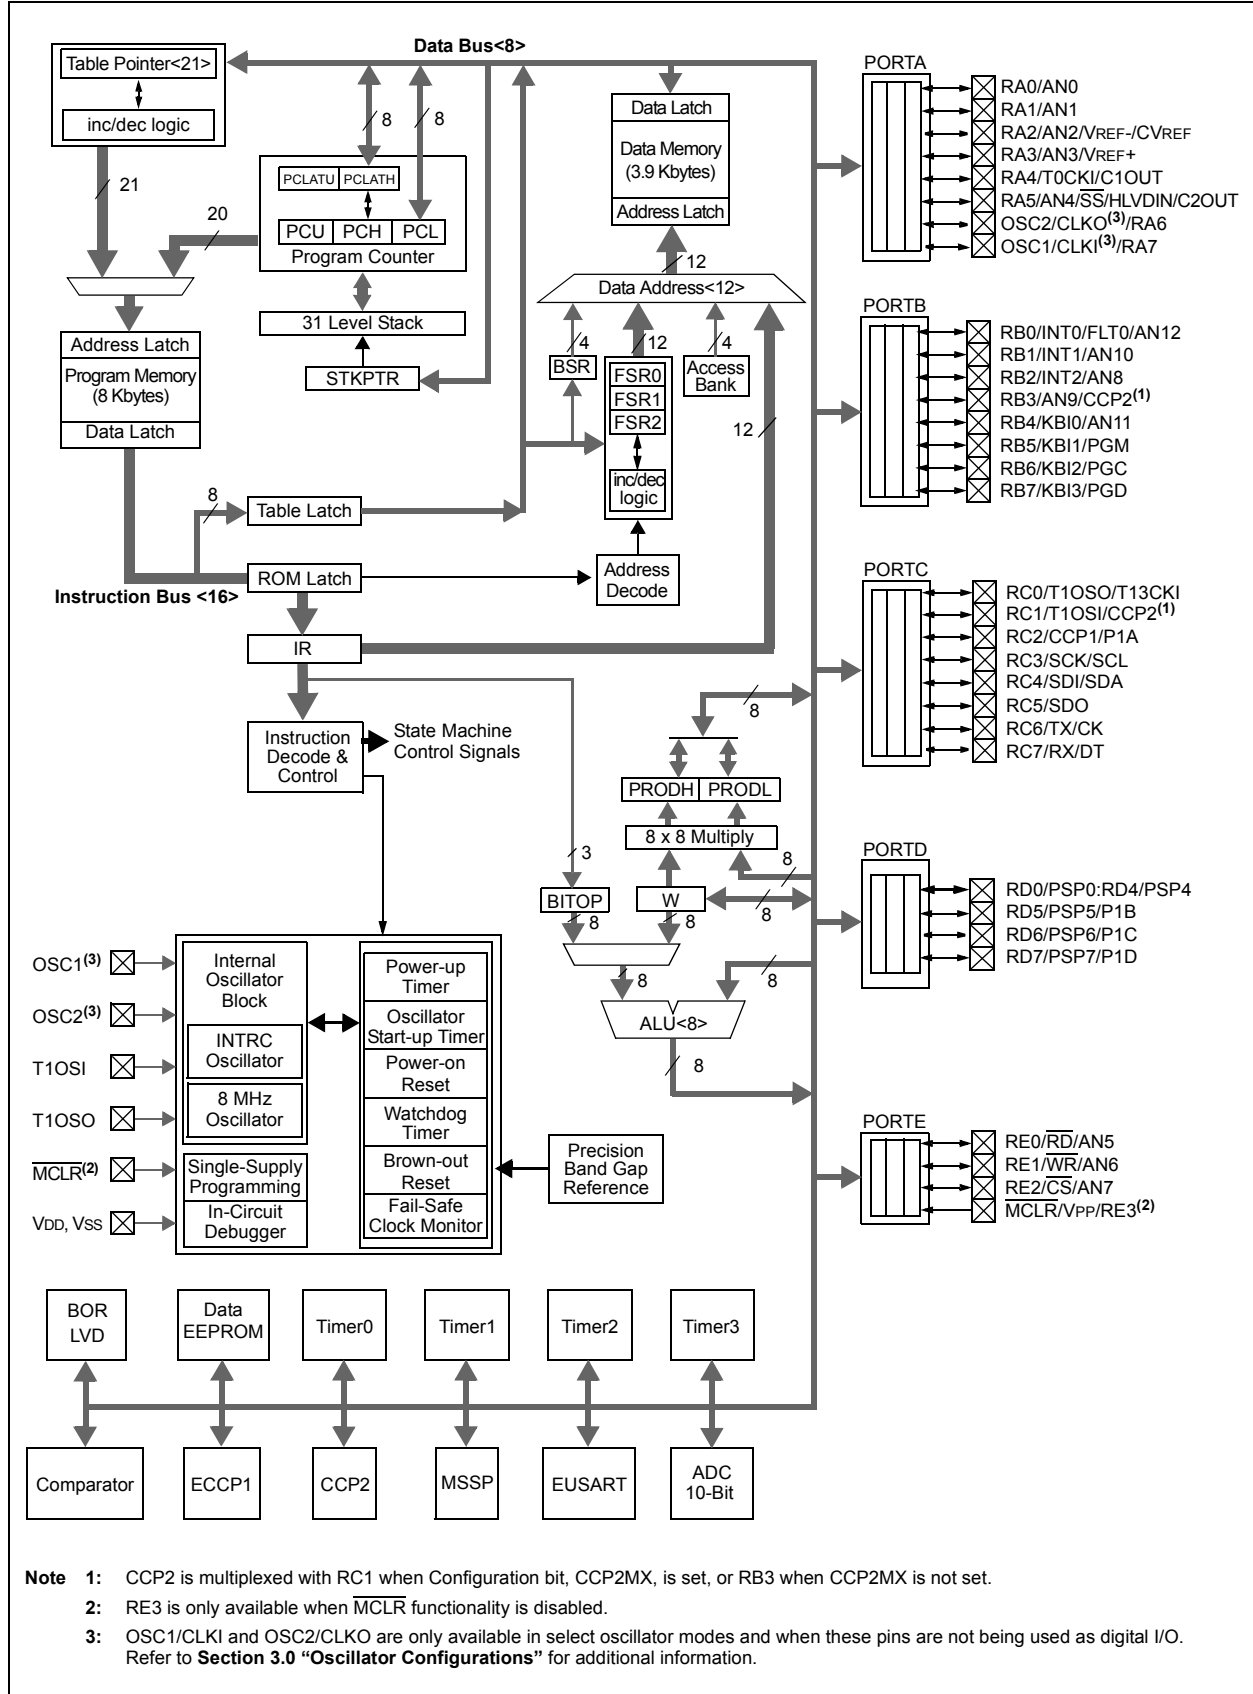 Data Bus<8>
Table Pointer<21>
inc/dec logic
21
20
8
8
PCLATU PCLATH
PCU PCH PCL
Program Counter
31 Level Stack
STKPTR
Data Latch
Data Memory
(3.9 Kbytes)
Address Latch
12
Data Address<12>
4
12
4
BSR
FSR0
FSR1
FSR2
inc/dec
logic
Access
Bank
12
Address Latch
Program Memory
(8 Kbytes)
Data Latch
8
Table Latch
ROM Latch
Instruction Bus <16>
IR
Address
Decode
Instruction
Decode &
Control
State Machine
Control Signals
8
PRODH PRODL
8 x 8 Multiply
3
8
BITOP
W
8
8
8
8
8
ALU<8>
8
OSC1(3)
OSC2(3)
T1OSI
T1OSO
MCLR(2)
VDD, VSS
Internal
Oscillator
Block
INTRC
Oscillator
8 MHz
Oscillator
Single-Supply
Programming
In-Circuit
Debugger
Power-up
Timer
Oscillator
Start-up Timer
Power-on
Reset
Watchdog
Timer
Brown-out
Reset
Fail-Safe
Clock Monitor
Precision
Band Gap
Reference
PORTA
RA0/AN0
RA1/AN1
RA2/AN2/VREF-/CVREF
RA3/AN3/VREF+
RA4/T0CKI/C1OUT
RA5/AN4/SS/HLVDIN/C2OUT
OSC2/CLKO(3)/RA6
OSC1/CLKI(3)/RA7
PORTB
RB0/INT0/FLT0/AN12
RB1/INT1/AN10
RB2/INT2/AN8
RB3/AN9/CCP2(1)
RB4/KBI0/AN11
RB5/KBI1/PGM
RB6/KBI2/PGC
RB7/KBI3/PGD
PORTC
RC0/T1OSO/T13CKI
RC1/T1OSI/CCP2(1)
RC2/CCP1/P1A
RC3/SCK/SCL
RC4/SDI/SDA
RC5/SDO
RC6/TX/CK
RC7/RX/DT
PORTD
RD0/PSP0:RD4/PSP4
RD5/PSP5/P1B
RD6/PSP6/P1C
RD7/PSP7/P1D
PORTE
RE0/RD/AN5
RE1/WR/AN6
RE2/CS/AN7
MCLR/VPP/RE3(2)
BOR
LVD
Data
EEPROM
Timer0
Timer1
Timer2
Timer3
Comparator
ECCP1
CCP2
MSSP
EUSART
ADC
10-Bit
Note 1: CCP2 is multiplexed with RC1 when Configuration bit, CCP2MX, is set, or RB3 when CCP2MX is not set.
2: RE3 is only available when MCLR functionality is disabled.
3: OSC1/CLKI and OSC2/CLKO are only available in select oscillator modes and when these pins are not being used as digital I/O.
Refer to Section 3.0 “Oscillator Configurations” for additional information.